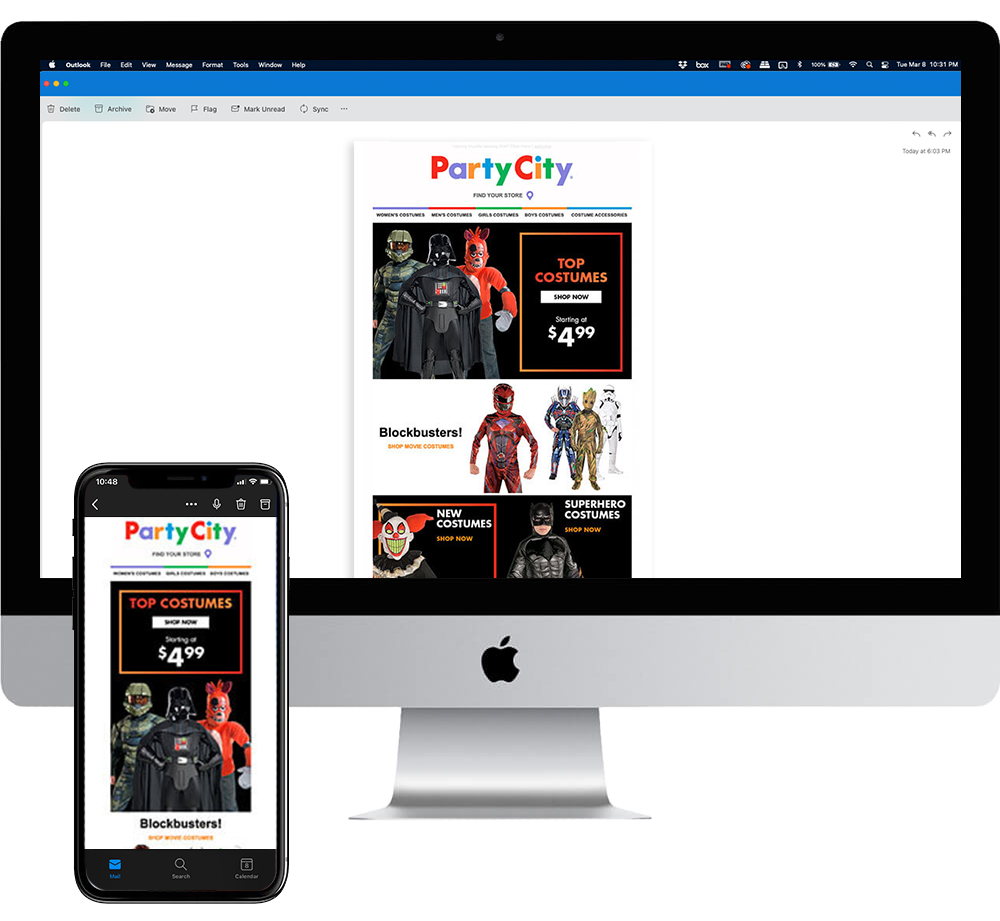 Outlook File Edit View Message Format Tools Window Help
box 100% Tue Mar 8 10:31 PM
Delete Archive Move Flag Mark Unread Sync ...
Today at 6:03 PM
Party City
FIND YOUR STORE
WOMEN'S COSTUMES MEN'S COSTUMES GIRLS COSTUMES BOYS COSTUMES COSTUME ACCESSORIES
TOP
COSTUMES
SHOP NOW
Starting at
$4.99
Blockbusters!
SHOP MOVIE COSTUMES
NEW
COSTUMES
SHOP NOW
SUPERHERO
COSTUMES
SHOP NOW
10:48
Party City
FIND YOUR STORE
WOMEN'S COSTUMES GIRLS COSTUMES BOYS COSTUMES
TOP COSTUMES
SHOP NOW
Starting at
$4.99
Blockbusters!
SHOP MOVIE COSTUMES
Mail Search 8 Calendar